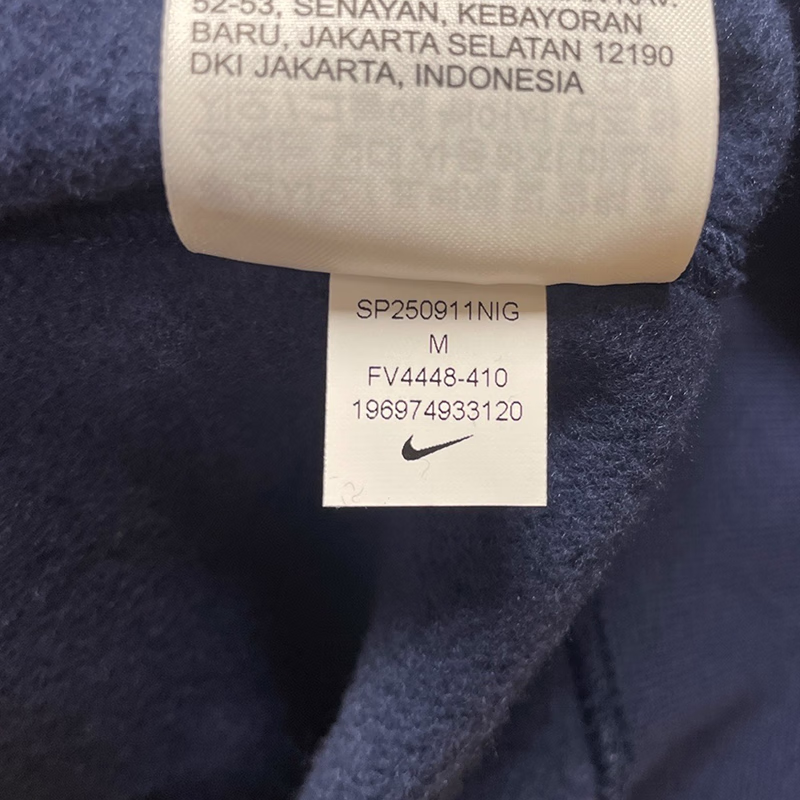 52-53, SENAYAN, KEBAYORAN
BARU, JAKARTA SELATAN 12190
DKI JAKARTA, INDONESIA
SP250911NIG
M
FV4448-410
196974933120